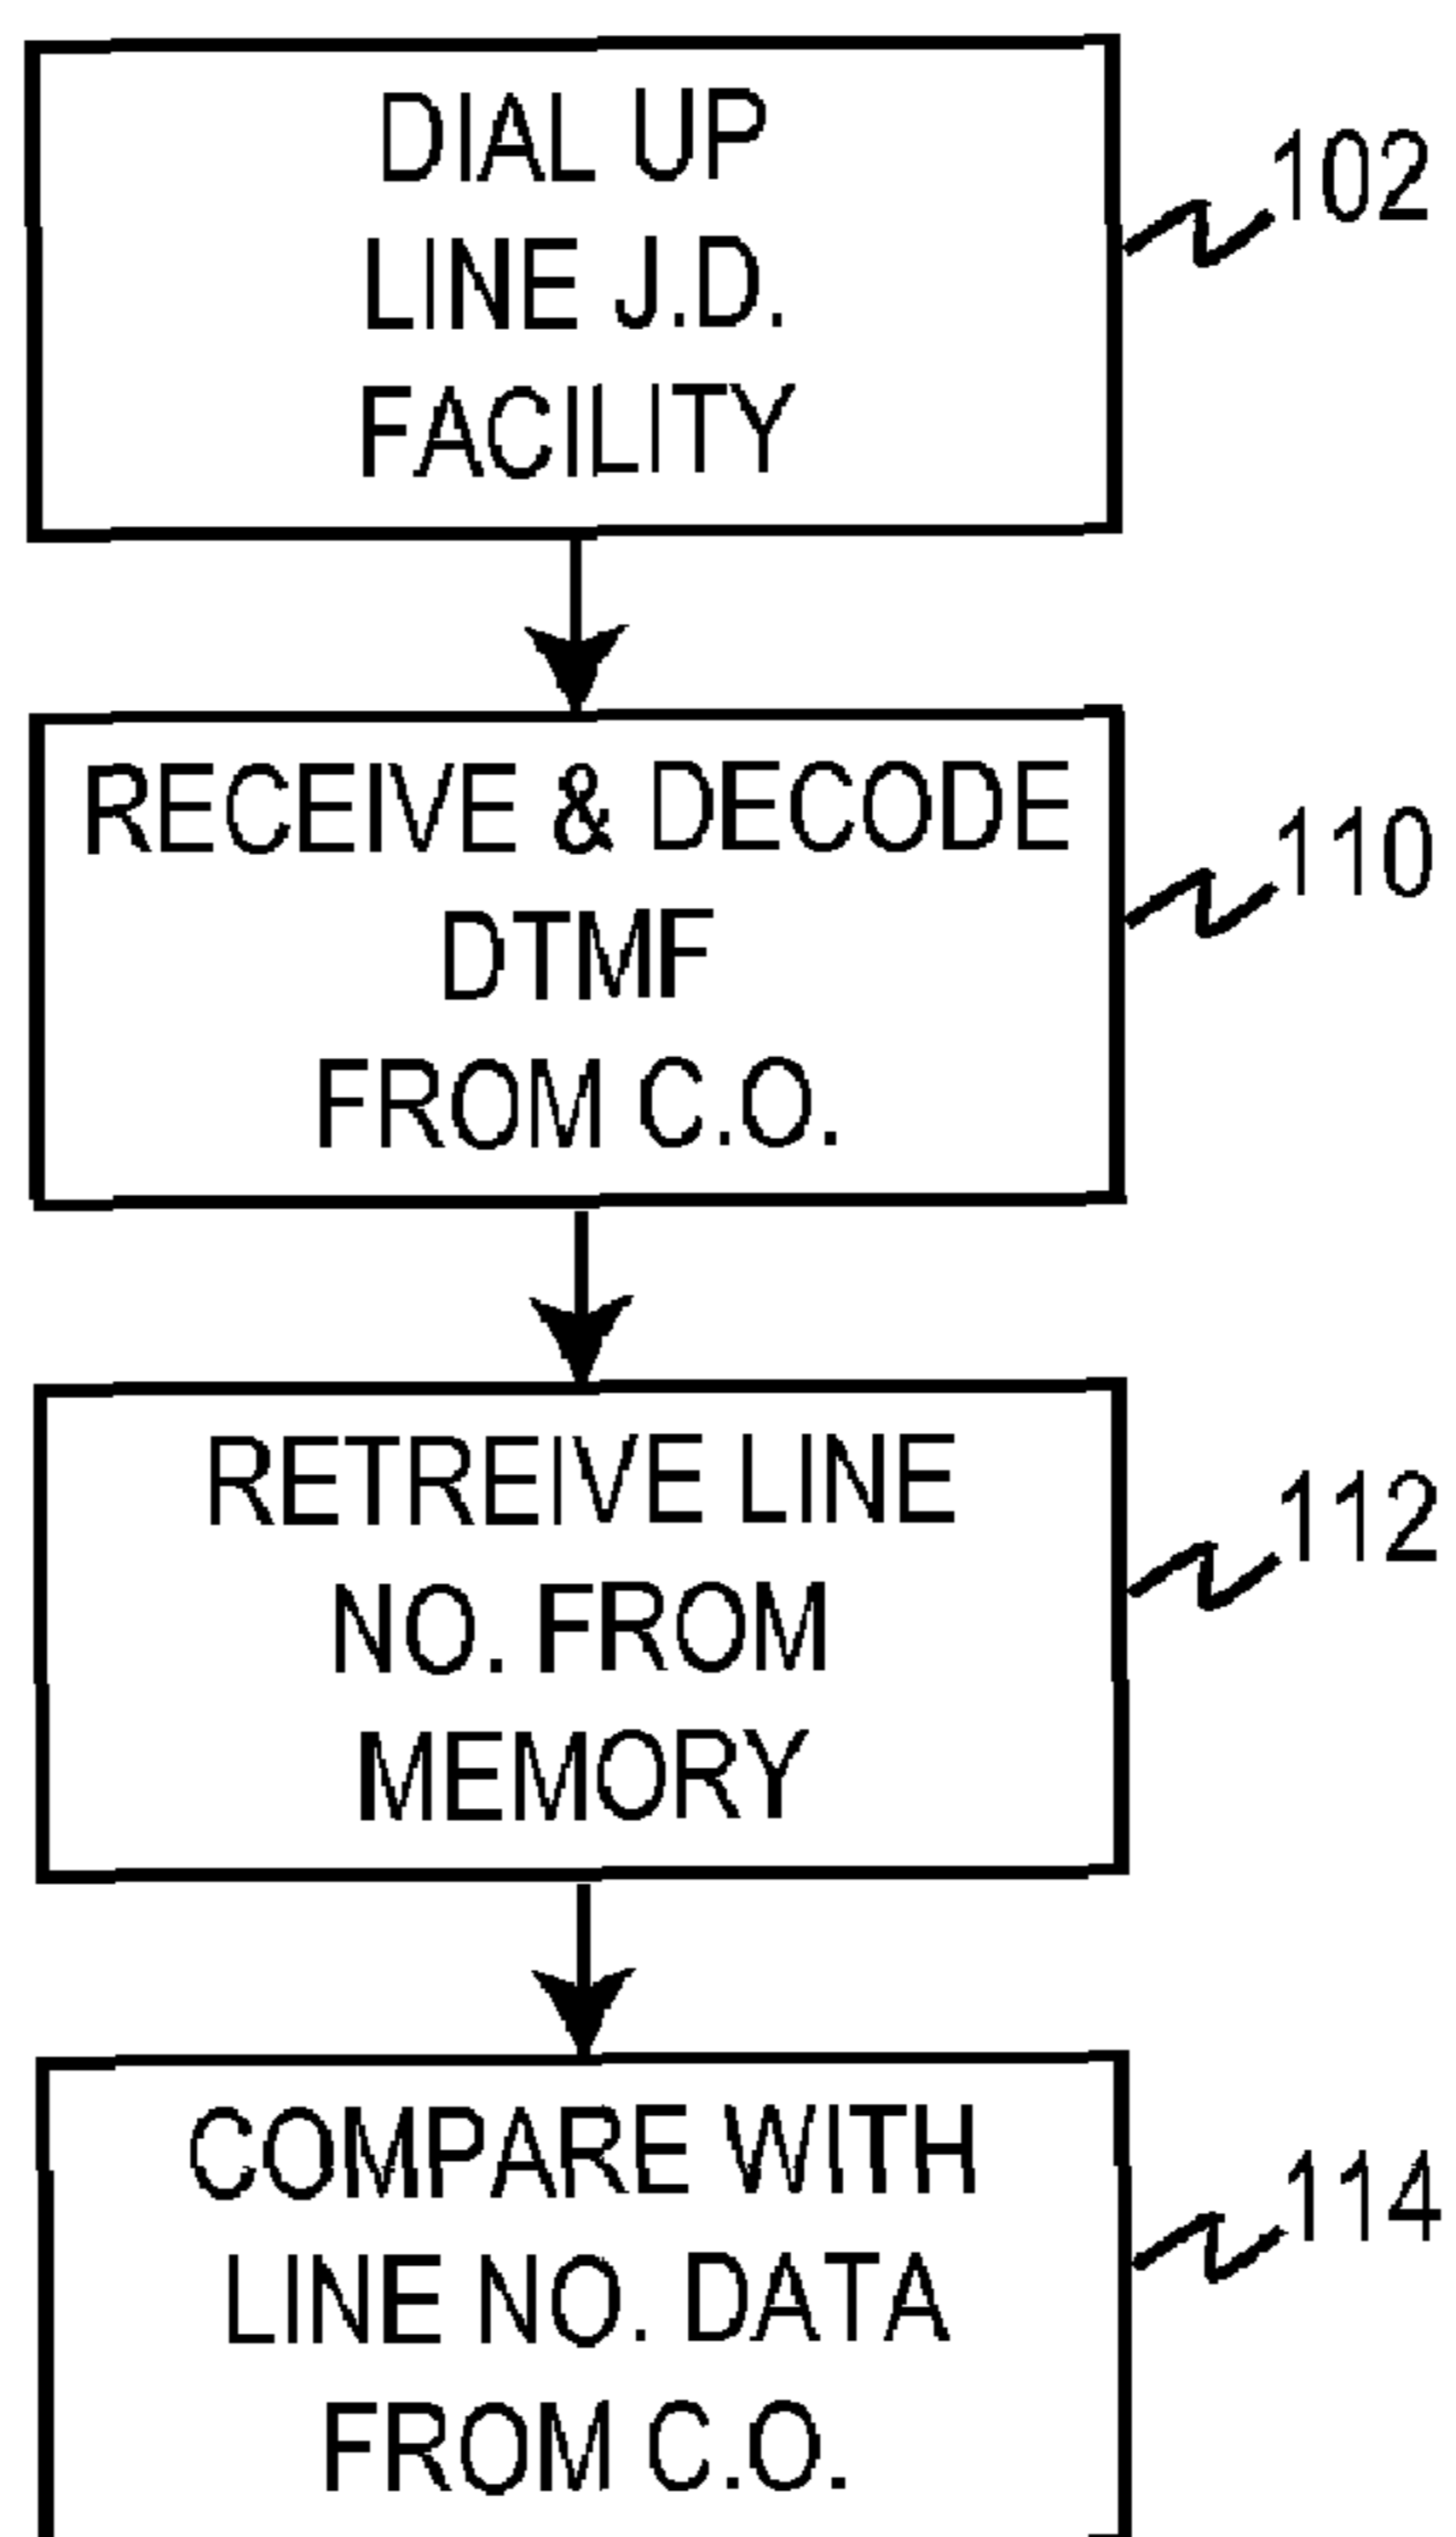 DIAL UP
LINE J.D.
FACILITY
102
RECEIVE & DECODE
DTMF
FROM C.O.
110
RETREIVE LINE
NO. FROM
MEMORY
112
COMPARE WITH
LINE NO. DATA
FROM C.O.
114